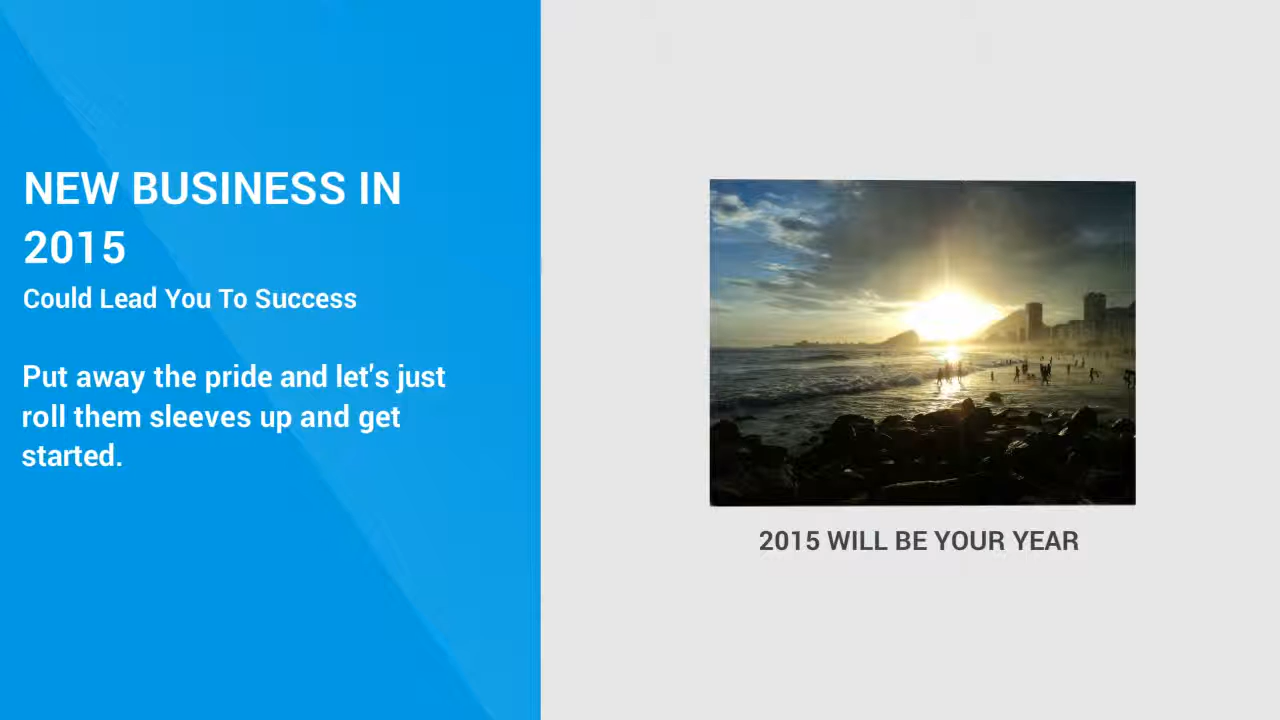 NEW BUSINESS IN
2015
Could Lead You To Success
Put away the pride and let's just
roll them sleeves up and get
started.
2015 WILL BE YOUR YEAR